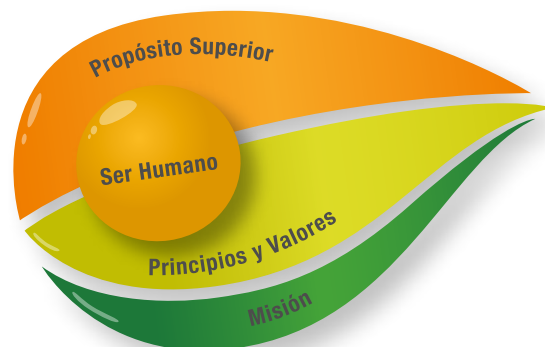 Propósito Superior
Ser Humano
Principios y Valores
Misión